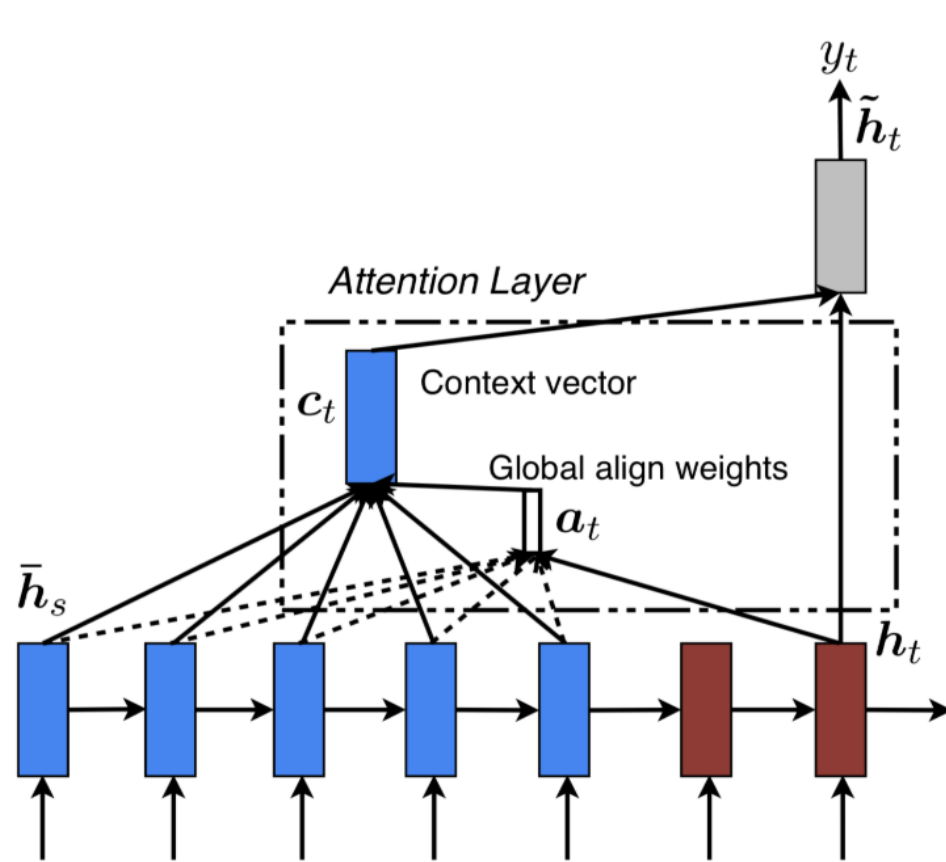 y_t
h̃_t
Attention Layer
Context vector
c_t
Global align weights
a_t
h̄_s
h_t